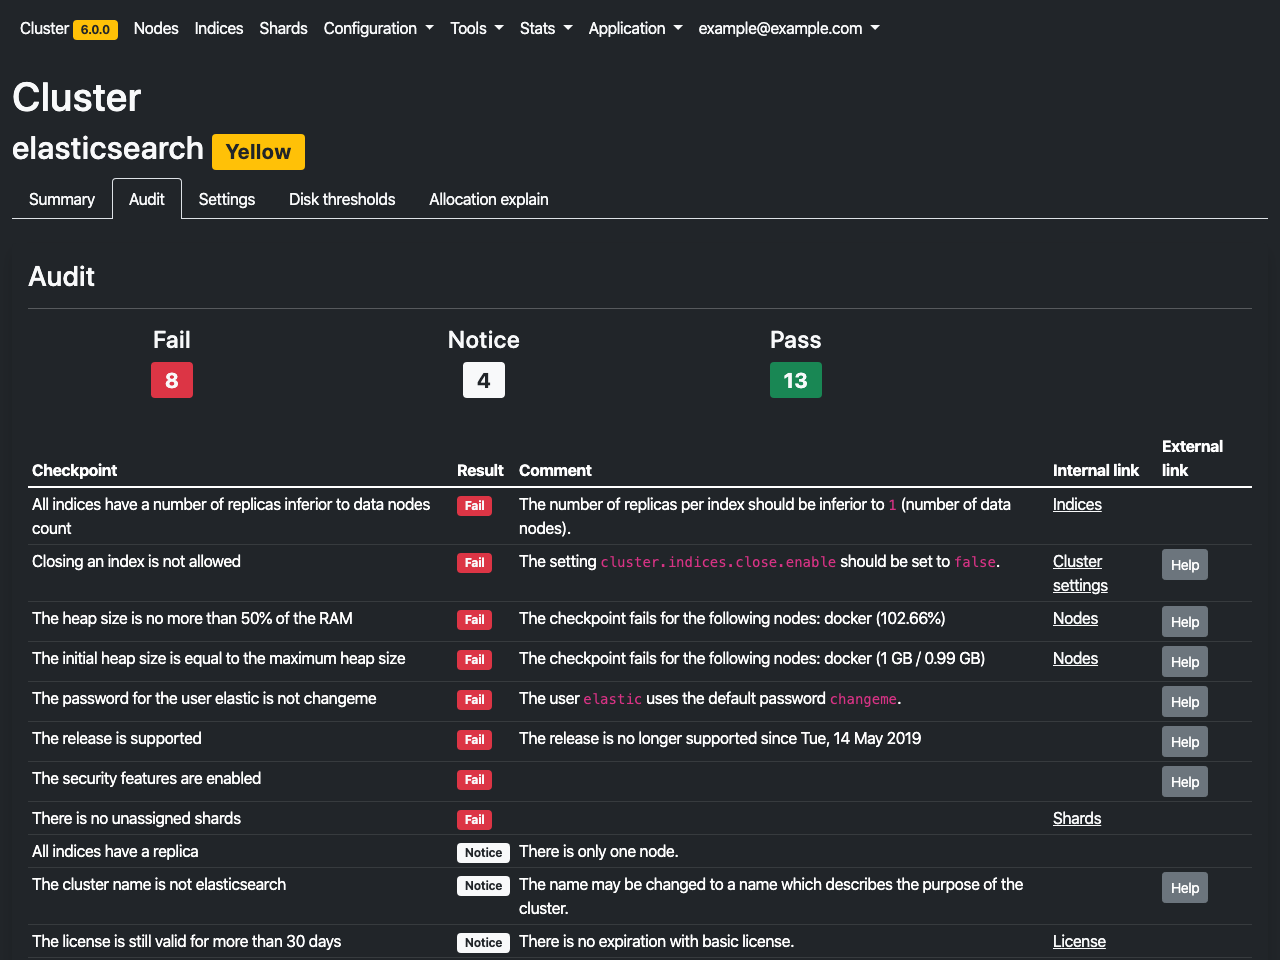 Cluster 6.0.0 Nodes Indices Shards Configuration Tools Stats Application example@example.com
Cluster
elasticsearch Yellow
Summary Audit Settings Disk thresholds Allocation explain
Audit
Fail Notice Pass
8 4 13
Checkpoint Result Comment Internal link External link
All indices have a number of replicas inferior to data nodes count Fail The number of replicas per index should be inferior to 1 (number of data nodes). Indices
Closing an index is not allowed Fail The setting cluster.indices.close.enable should be set to false. Cluster settings Help
The heap size is no more than 50% of the RAM Fail The checkpoint fails for the following nodes: docker (102.66%) Nodes Help
The initial heap size is equal to the maximum heap size Fail The checkpoint fails for the following nodes: docker (1 GB / 0.99 GB) Nodes Help
The password for the user elastic is not changeme Fail The user elastic uses the default password changeme. Help
The release is supported Fail The release is no longer supported since Tue, 14 May 2019 Help
The security features are enabled Fail Help
There is no unassigned shards Fail Shards
All indices have a replica Notice There is only one node.
The cluster name is not elasticsearch Notice The name may be changed to a name which describes the purpose of the cluster. Help
The license is still valid for more than 30 days Notice There is no expiration with basic license. License